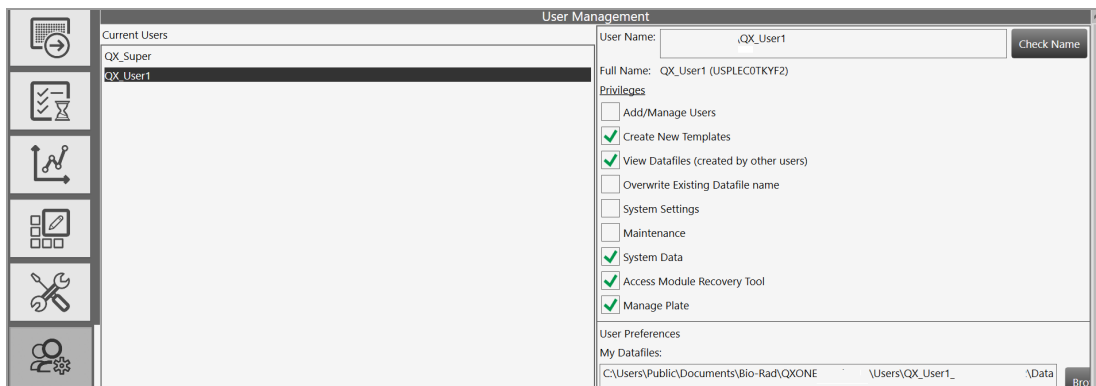 User Management
Current Users
QX_Super
QX_User1
User Name:
\QX_User1
Check Name
Full Name: QX_User1 (USPLEC0TKYF2)
Privileges
Add/Manage Users
Create New Templates
View Datafiles (created by other users)
Overwrite Existing Datafile name
System Settings
Maintenance
System Data
Access Module Recovery Tool
Manage Plate
User Preferences
My Datafiles:
C:\Users\Public\Documents\Bio-Rad\QXONE \Users\QX_User1_ \Data
Bro